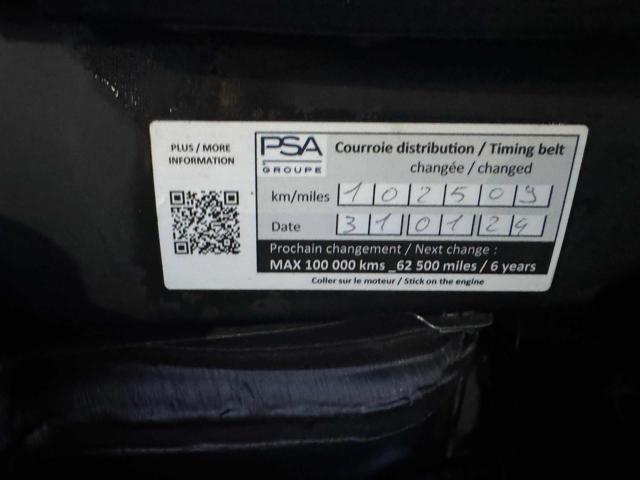 PLUS / MORE
INFORMATION
PSA
GROUPE
Courroie distribution / Timing belt
changée / changed
km/miles 102509
Date 310124
Prochain changement / Next change :
MAX 100 000 kms _62 500 miles / 6 years
Coller sur le moteur / Stick on the engine